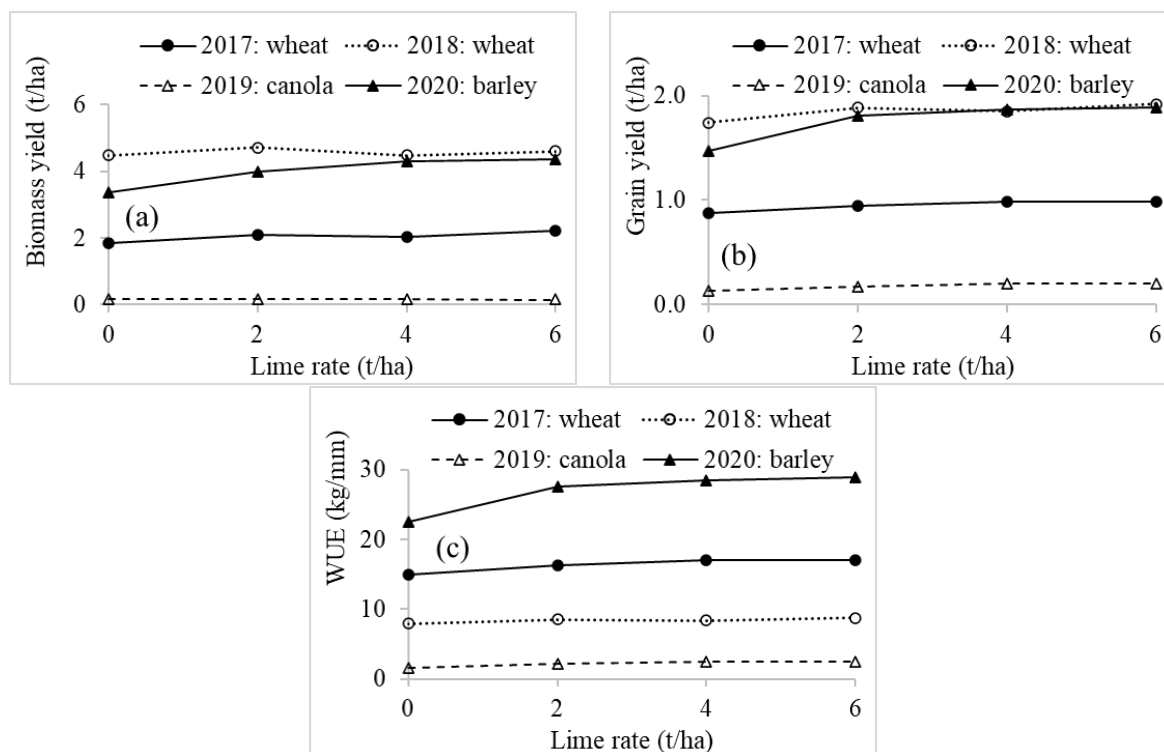 2017: wheat 2018: wheat
2019: canola 2020: barley
Biomass yield (t/ha)
6
4
2
0
(a)
0 2 4 6
Lime rate (t/ha)
2017: wheat 2018: wheat
2019: canola 2020: barley
Grain yield (t/ha)
2.0
1.0
0.0
(b)
0 2 4 6
Lime rate (t/ha)
2017: wheat 2018: wheat
2019: canola 2020: barley
WUE (kg/mm)
30
20
10
0
(c)
0 2 4 6
Lime rate (t/ha)